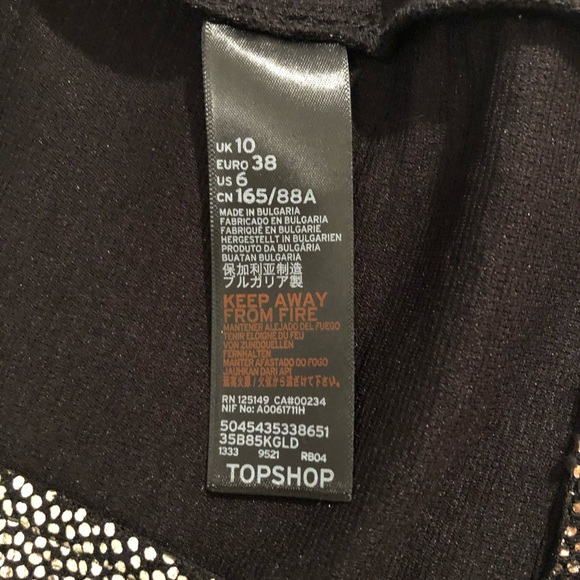 UK 10
EURO 38
US 6
CN 165/88A
MADE IN BULGARIA
FABRICADO EN BULGARIA
FABRIQUÉ EN BULGARIE
HERGESTELLT IN BULGARIEN
PRODUTO DA BULGÁRIA
BUATAN BULGARIA
保加利亚制造
ブルガリア製
KEEP AWAY
FROM FIRE
MANTENER ALEJADO DEL FUEGO
TENIR ELOIGNE DU FEU
VON ZUNDQUELLEN
FERNHALTEN
MANTER AFASTADO DO FOGO
JAUHKAN DARI API
RN 125149 CA#00234
NIF No: A0061711H
5045435338651
35B85KGLD
1333 9521 RB04
TOPSHOP